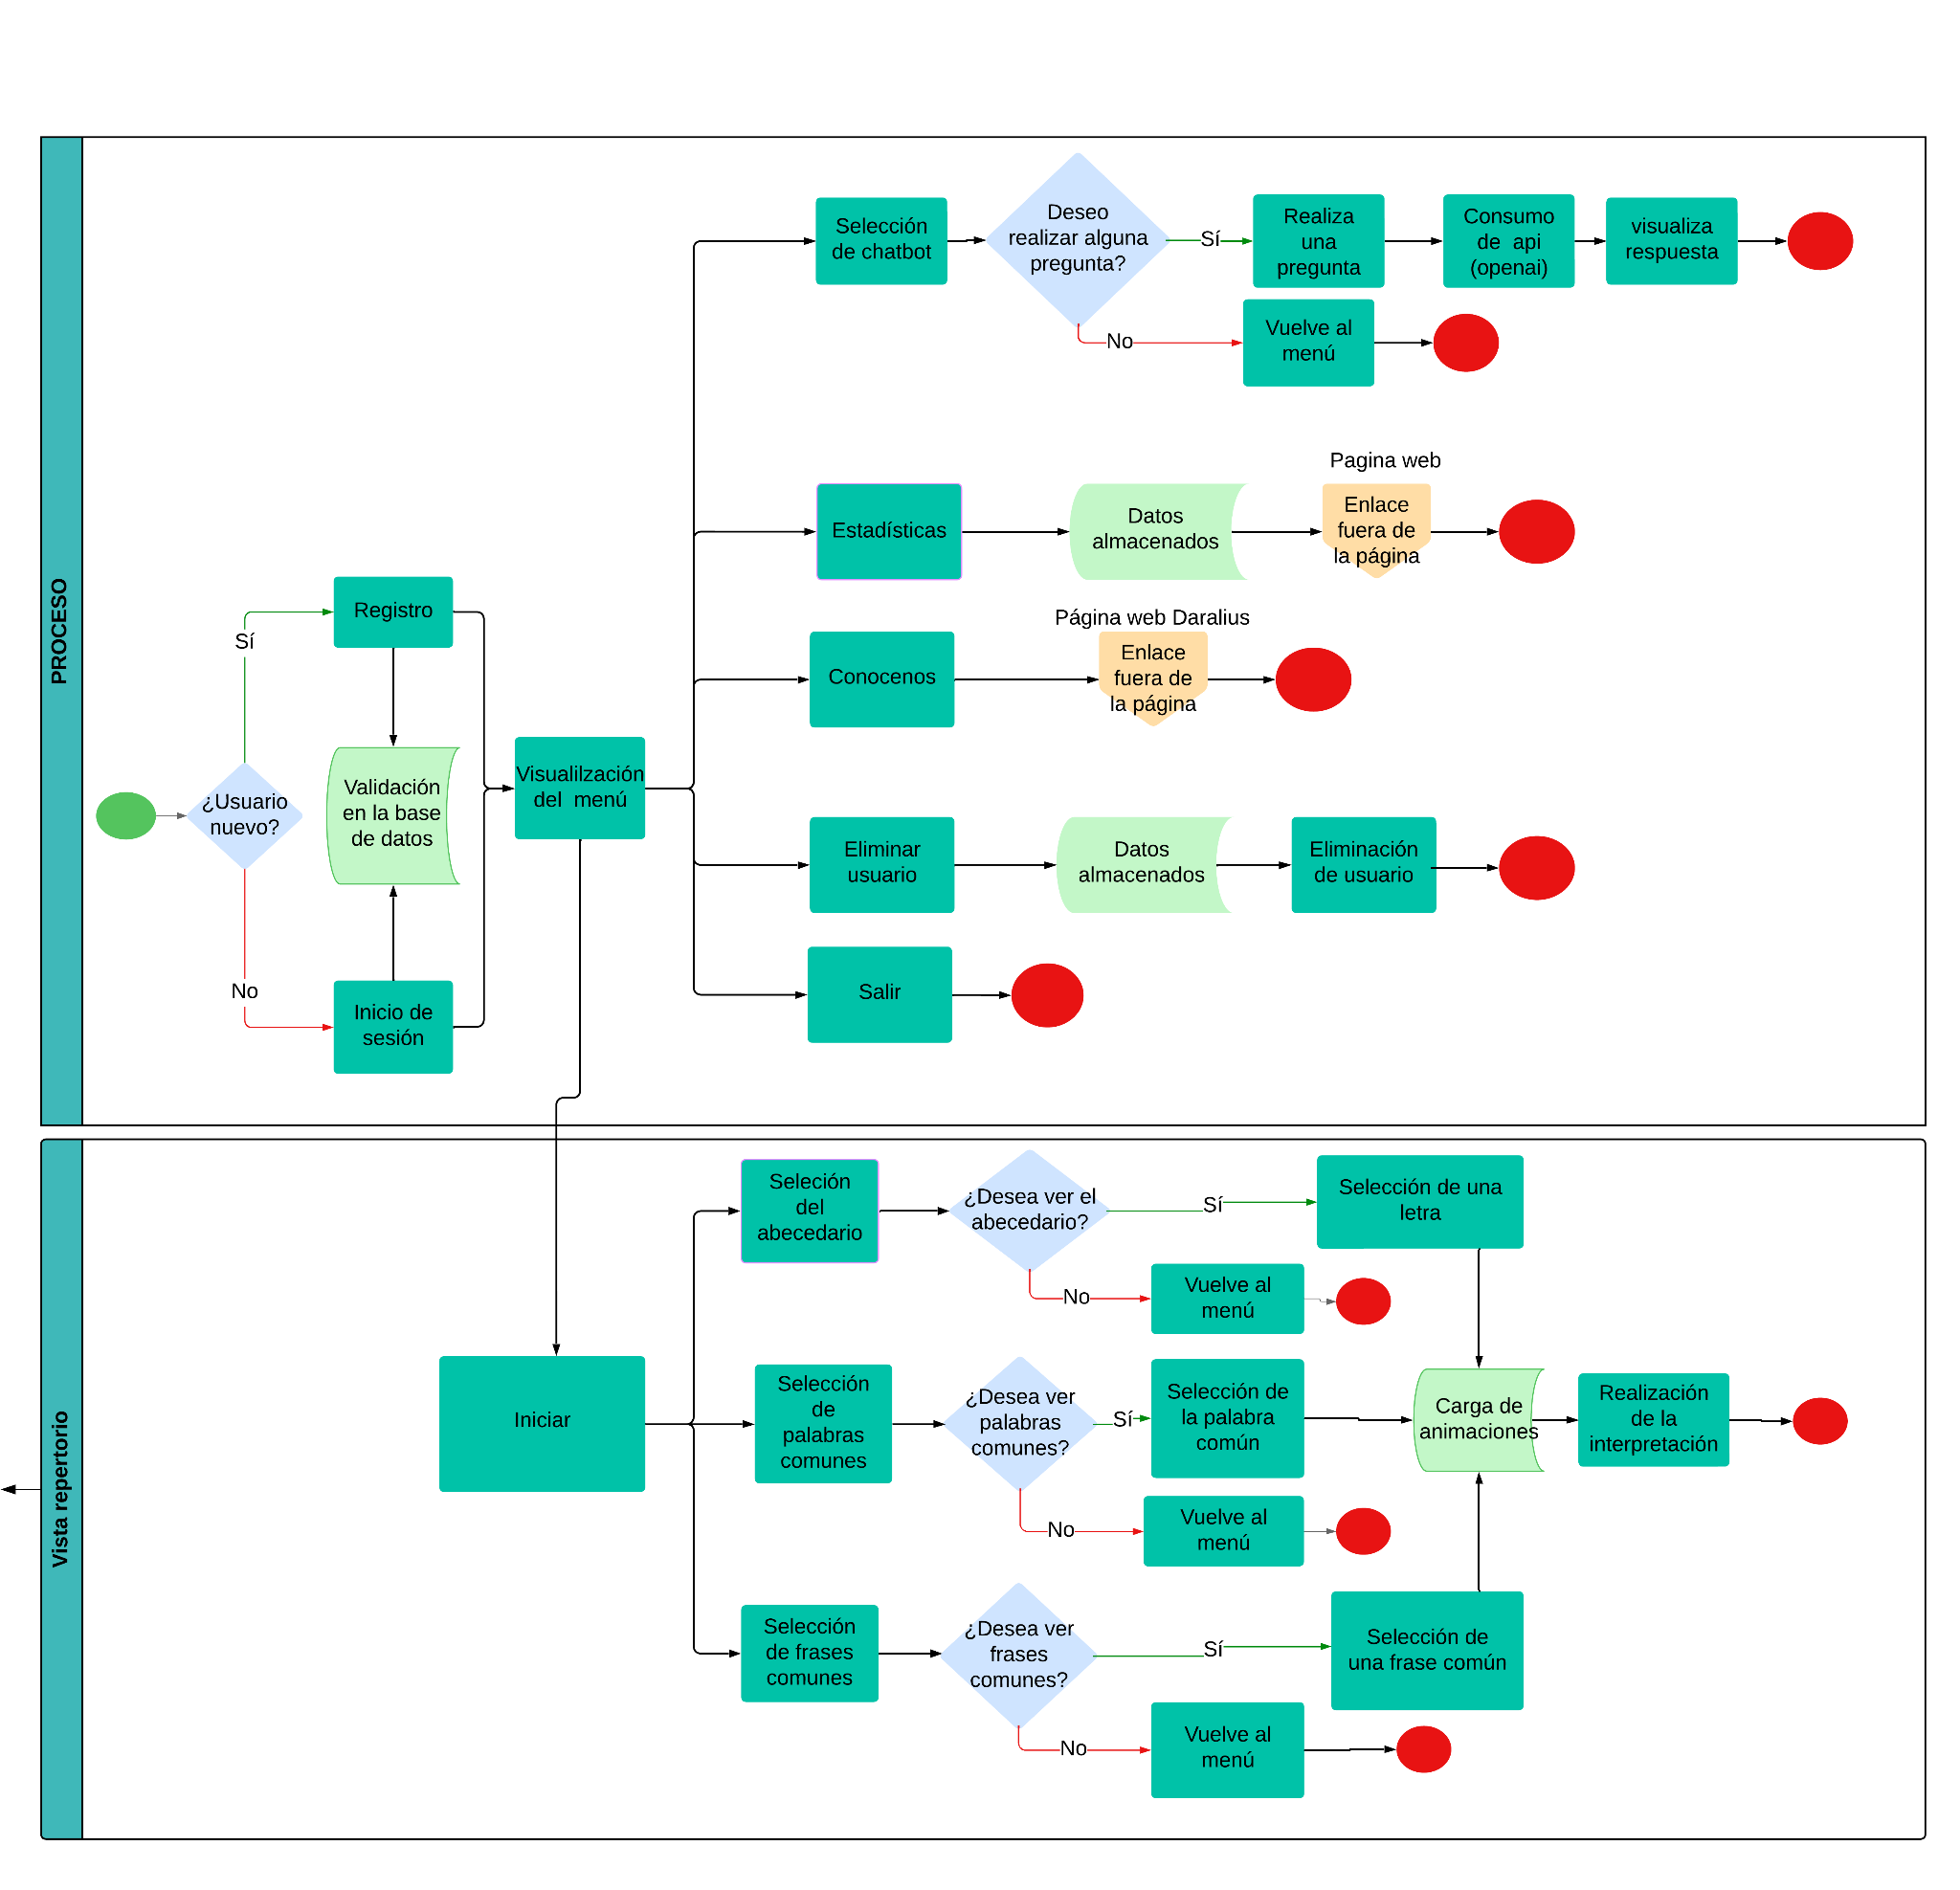 PROCESO
Selección
de chatbot
Deseo
realizar alguna
pregunta?
Sí
Realiza
una
pregunta
Consumo
de  api
(openai)
visualiza
respuesta
No
Vuelve al
menú
Estadísticas
Datos
almacenados
Pagina web
Enlace
fuera de
la página
Conocenos
Página web Daralius
Enlace
fuera de
la página
Registro
Sí
¿Usuario
nuevo?
Validación
en la base
de datos
Visualilzación
del  menú
No
Inicio de
sesión
Eliminar
usuario
Datos
almacenados
Eliminación
de usuario
Salir
Vista repertorio
Seleción
del
abecedario
¿Desea ver el
abecedario?
Sí
Selección de una
letra
No
Vuelve al
menú
Iniciar
Selección
de
palabras
comunes
¿Desea ver
palabras
comunes?
Sí
Selección de
la palabra
común
Carga de
animaciones
Realización
de la
interpretación
No
Vuelve al
menú
Selección
de frases
comunes
¿Desea ver
frases
comunes?
Sí
Selección de
una frase común
No
Vuelve al
menú